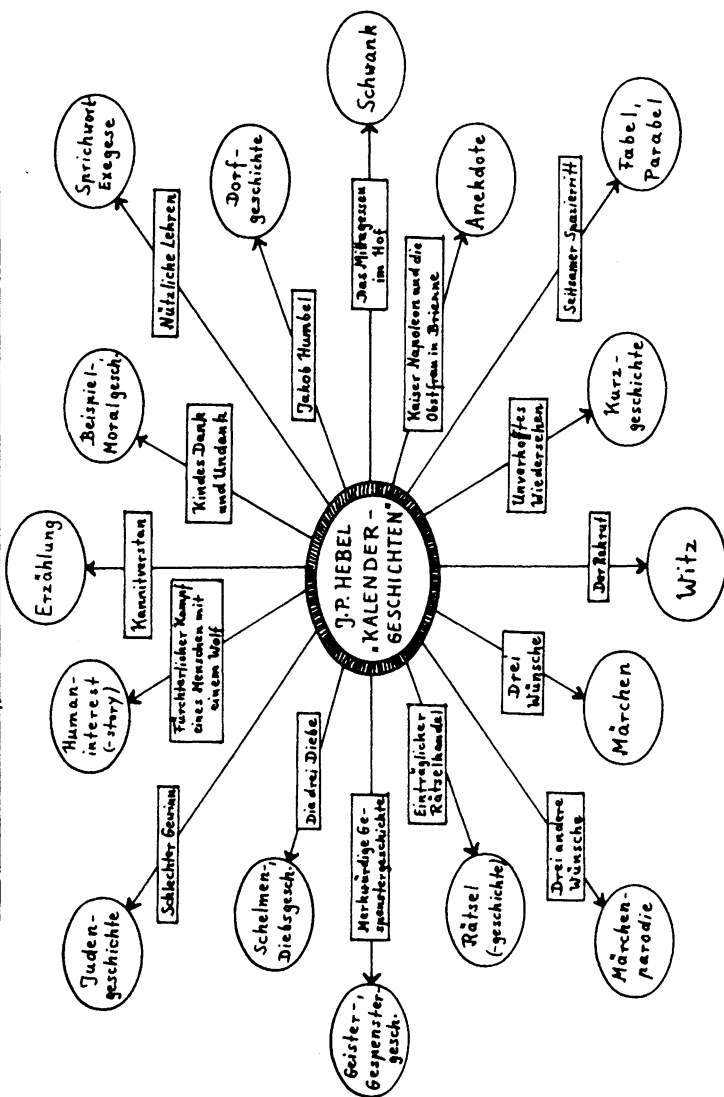 J.P. HEBEL
„KALENDER-
GESCHICHTEN"
Kannitverstan
Erzählung
Kindes Dank
und Undank
Beispiel-,
Moralgesch.
Nützliche Lehren
Sprichwort
Exegese
Jakob Humbel
Dorf-
geschichte
Das Mittagessen
im Hof
Schwank
Kaiser Napoleon und die
Obstfrau in Brienne
Anekdote
Seltsamer Spazierritt
Fabel,
Parabel
Unverhofftes
Wiedersehen
Kurz-
geschichte
Der Rekrut
Witz
Drei
Wünsche
Märchen
Drei andere
Wünsche
Märchen-
parodie
Einträglicher
Rätselhandel
Rätsel
(-geschichte)
Merkwürdige Ge-
spenstergeschichte
Geister-,
Gespenster-
gesch.
Die drei Diebe
Schelmen-,
Diebsgesch.
Schlechter Gewinn
Juden-
geschichte
Fürchterlicher Kampf
eines Menschen mit
einem Wolf
Human-
interest
(-story)